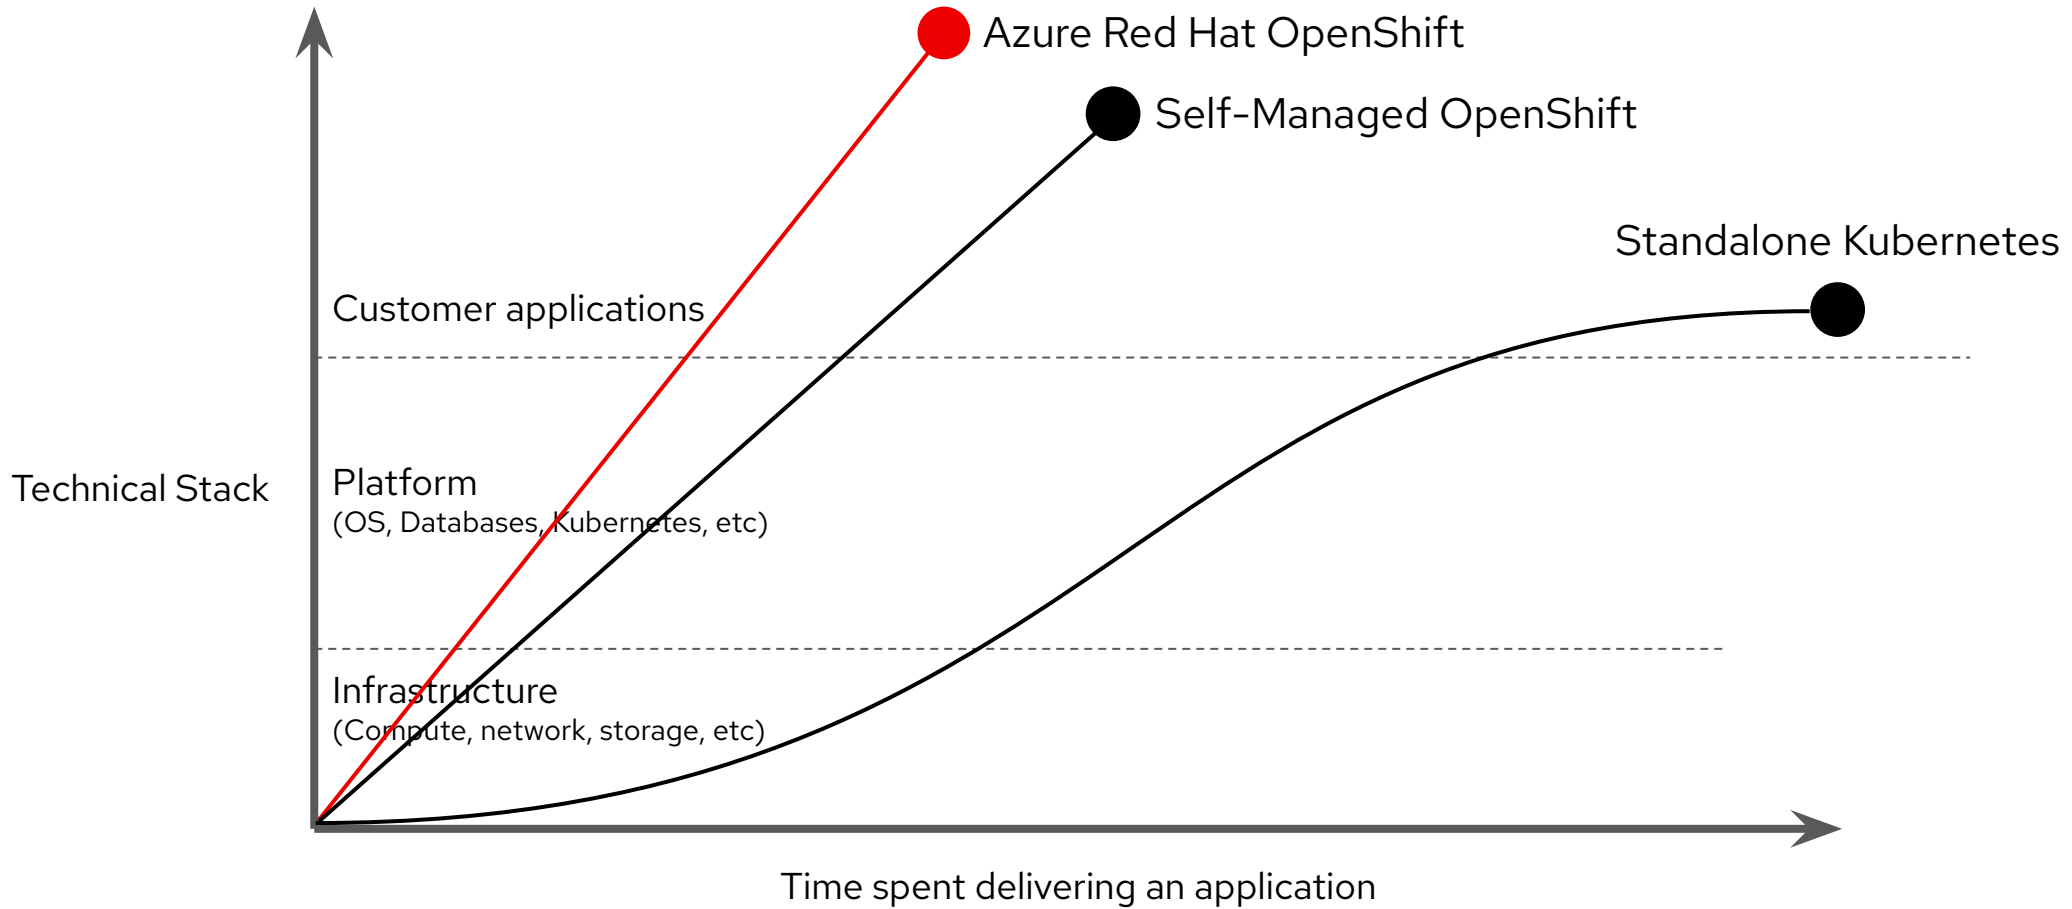 Azure Red Hat OpenShift
Self-Managed OpenShift
Standalone Kubernetes
Customer applications
Technical Stack
Platform
(OS, Databases, Kubernetes, etc)
Infrastructure
(Compute, network, storage, etc)
Time spent delivering an application